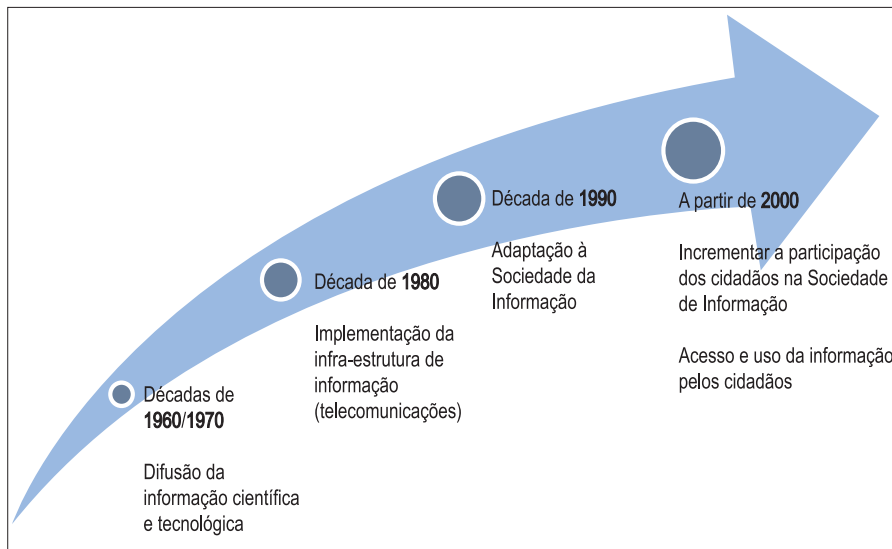 Décadas de
1960/1970
Difusão da
informação científica
e tecnológica
Década de 1980
Implementação da
infra-estrutura de
informação
(telecomunicações)
Década de 1990
Adaptação à
Sociedade da
Informação
A partir de 2000
Incrementar a participação
dos cidadãos na Sociedade
de Informação
Acesso e uso da informação
pelos cidadãos